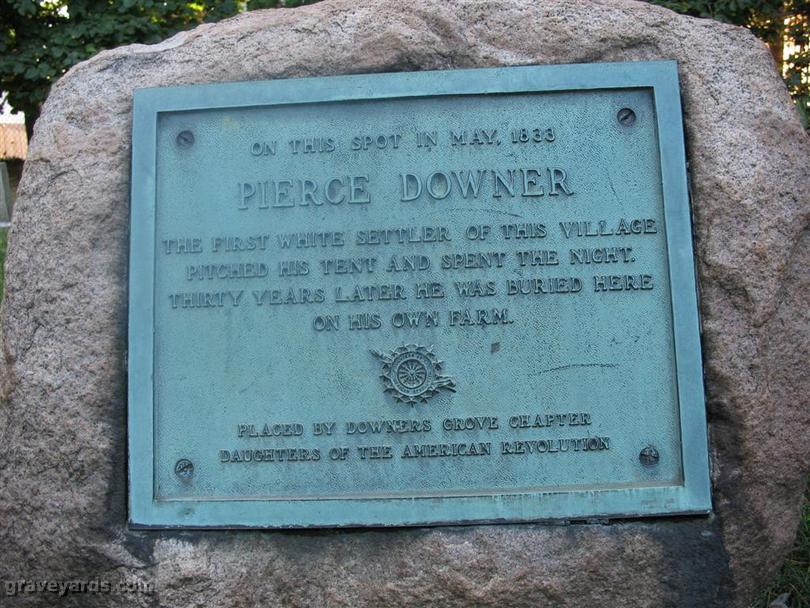 ON THIS SPOT IN MAY, 1833
PIERCE DOWNER
THE FIRST WHITE SETTLER OF THIS VILLAGE
PITCHED HIS TENT AND SPENT THE NIGHT.
THIRTY YEARS LATER HE WAS BURIED HERE
ON HIS OWN FARM.
PLACED BY DOWNERS GROVE CHAPTER
DAUGHTERS OF THE AMERICAN REVOLUTION
graveyards.com